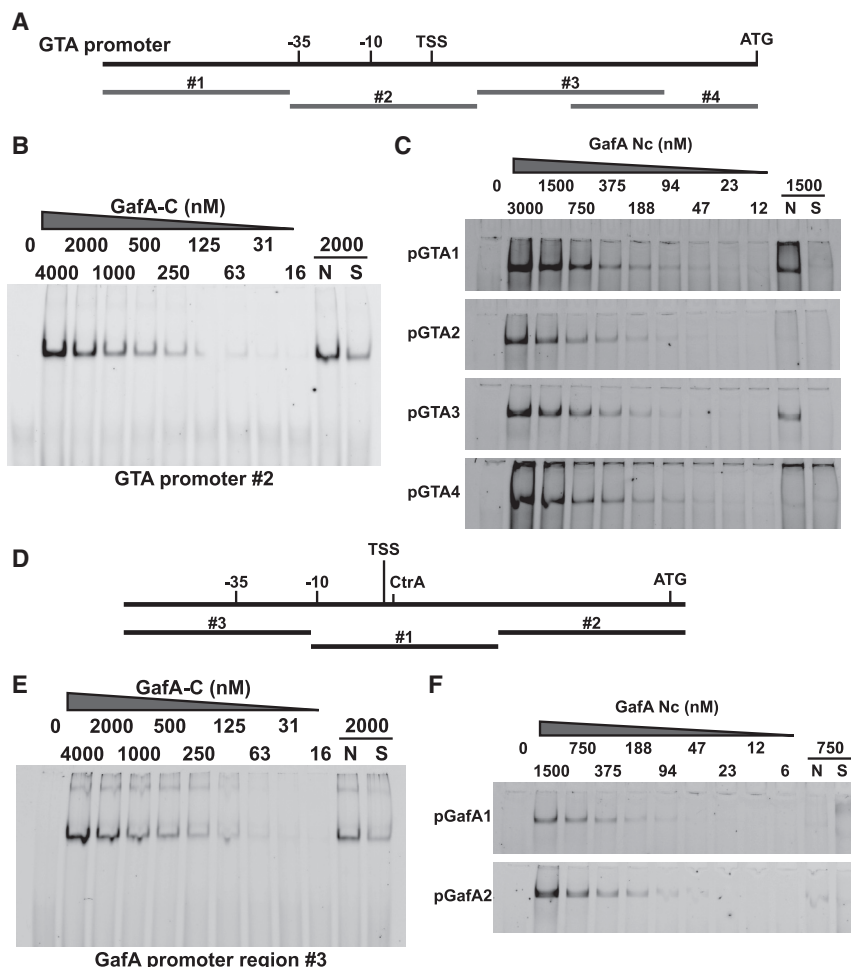 A
GTA promoter
-35 -10 TSS ATG
#1 #3
#2 #4
B
GafA-C (nM)
0 2000 500 125 31 2000
4000 1000 250 63 16 N S
GTA promoter #2
C
GafA Nc (nM)
0 1500 375 94 23 1500
3000 750 188 47 12 N S
pGTA1
pGTA2
pGTA3
pGTA4
D
TSS
-35 -10 CtrA ATG
#3 #2
#1
E
GafA-C (nM)
0 2000 500 125 31 2000
4000 1000 250 63 16 N S
GafA promoter region #3
F
GafA Nc (nM)
0 750 188 47 12 750
1500 375 94 23 6 N S
pGafA1
pGafA2